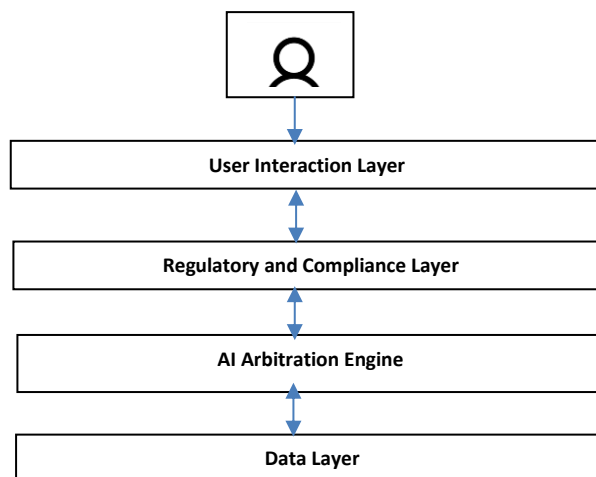 User Interaction Layer
Regulatory and Compliance Layer
AI Arbitration Engine
Data Layer